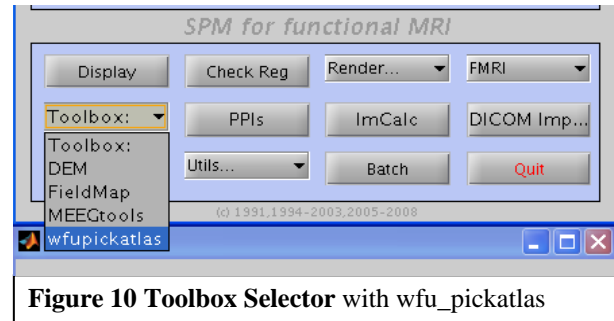 SPM for functional MRI
Display Check Reg Render... FMRI
Toolbox: PPIs ImCalc DICOM Imp...
Toolbox:
DEM
Utils... Batch Quit
FieldMap
MEEGtools
(c) 1991,1994-2003,2005-2008
wfupickatlas
Figure 10 Toolbox Selector with wfu_pickatlas